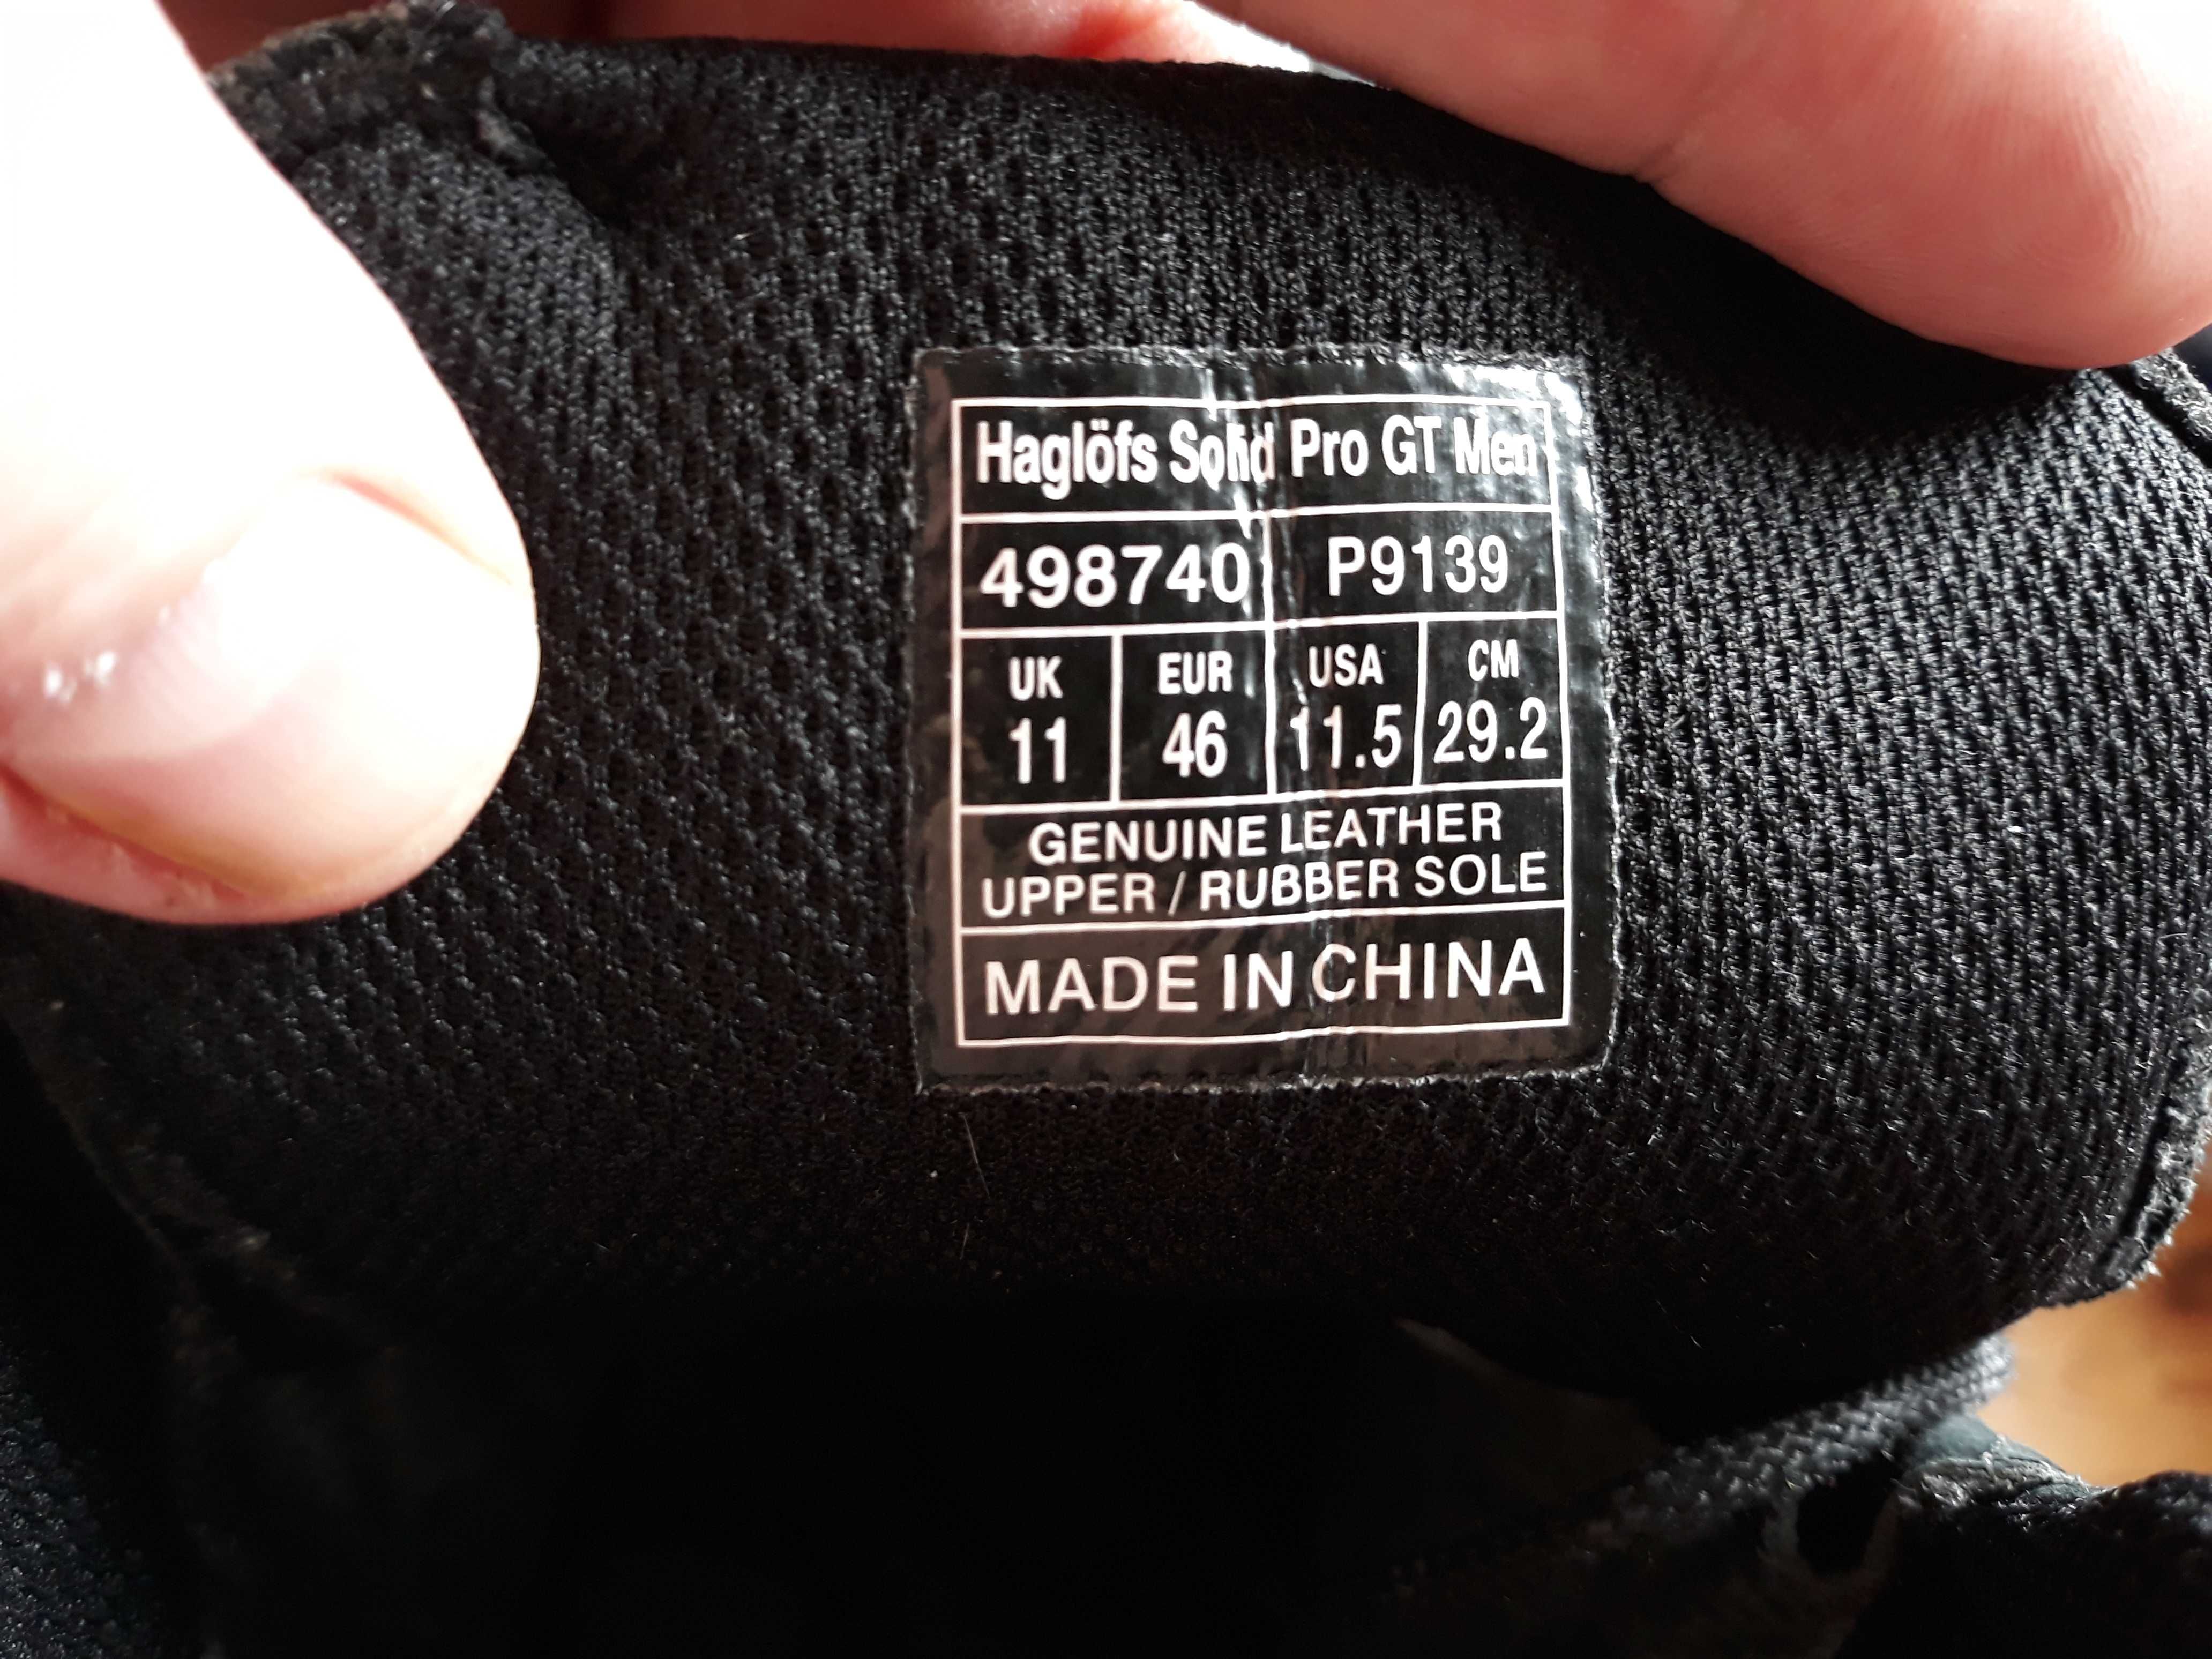 Haglöfs Solid Pro GT Men
498740 P9139
UK EUR USA CM
11 46 11.5 29.2
GENUINE LEATHER
UPPER / RUBBER SOLE
MADE IN CHINA